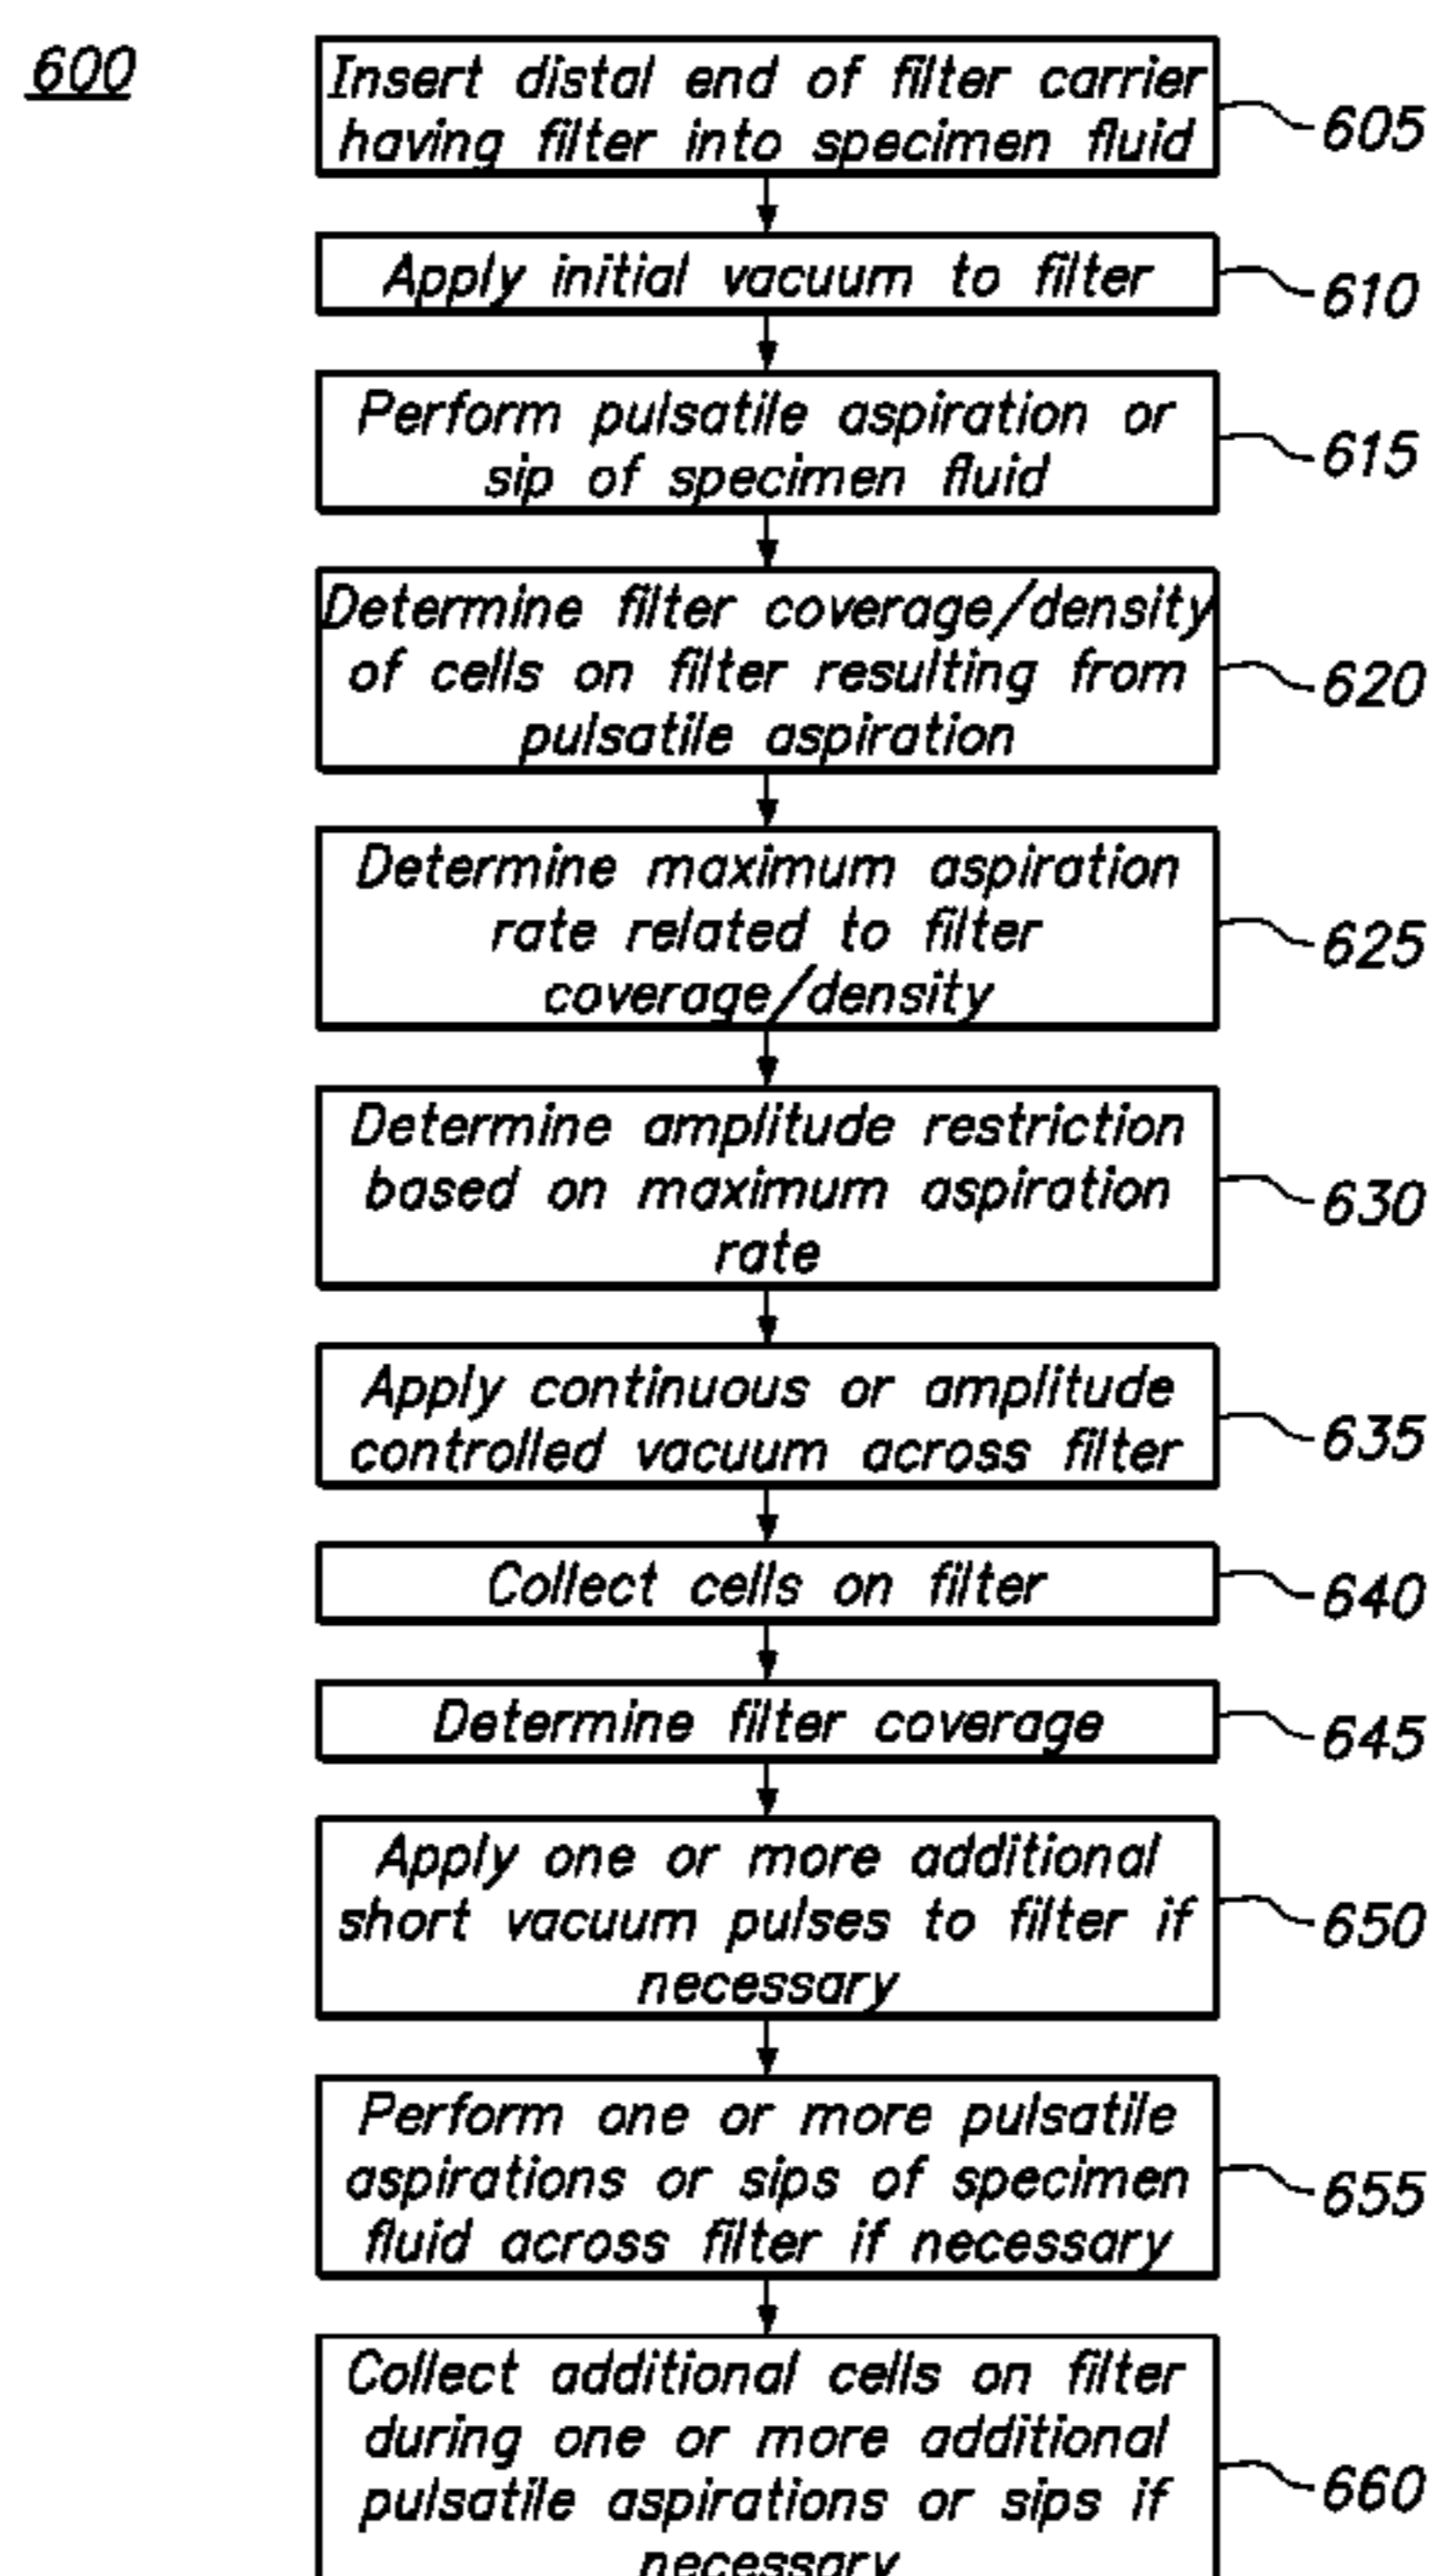 600
Insert distal end of filter carrier
having filter into specimen fluid
605
Apply initial vacuum to filter
610
Perform pulsatile aspiration or
sip of specimen fluid
615
Determine filter coverage/density
of cells on filter resulting from
pulsatile aspiration
620
Determine maximum aspiration
rate related to filter
coverage/density
625
Determine amplitude restriction
based on maximum aspiration
rate
630
Apply continuous or amplitude
controlled vacuum across filter
635
Collect cells on filter
640
Determine filter coverage
645
Apply one or more additional
short vacuum pulses to filter if
necessary
650
Perform one or more pulsatile
aspirations or sips of specimen
fluid across filter if necessary
655
Collect additional cells on filter
during one or more additional
pulsatile aspirations or sips if
necessary
660